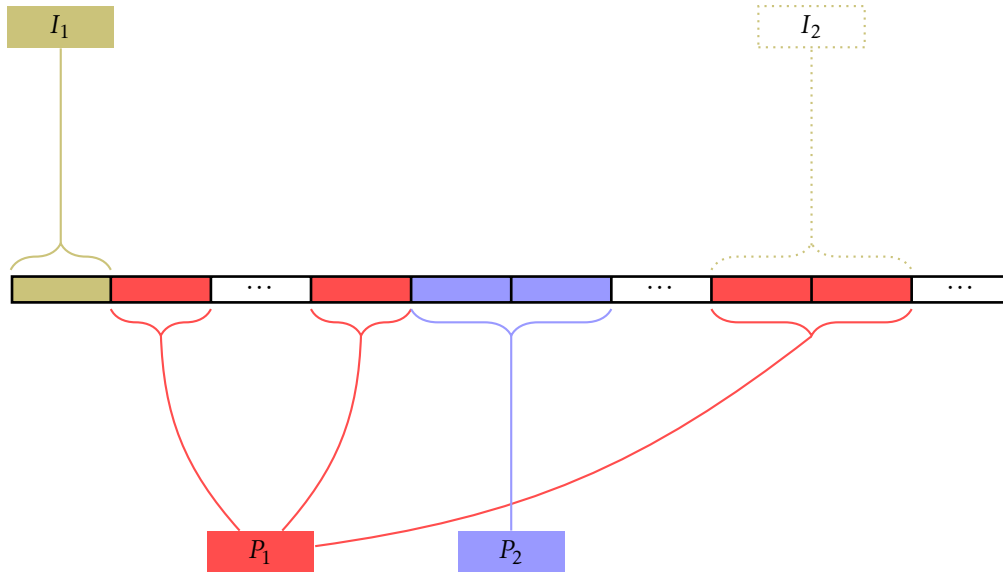 I₁ I₂
⋯ ⋯ ⋯
P₁ P₂